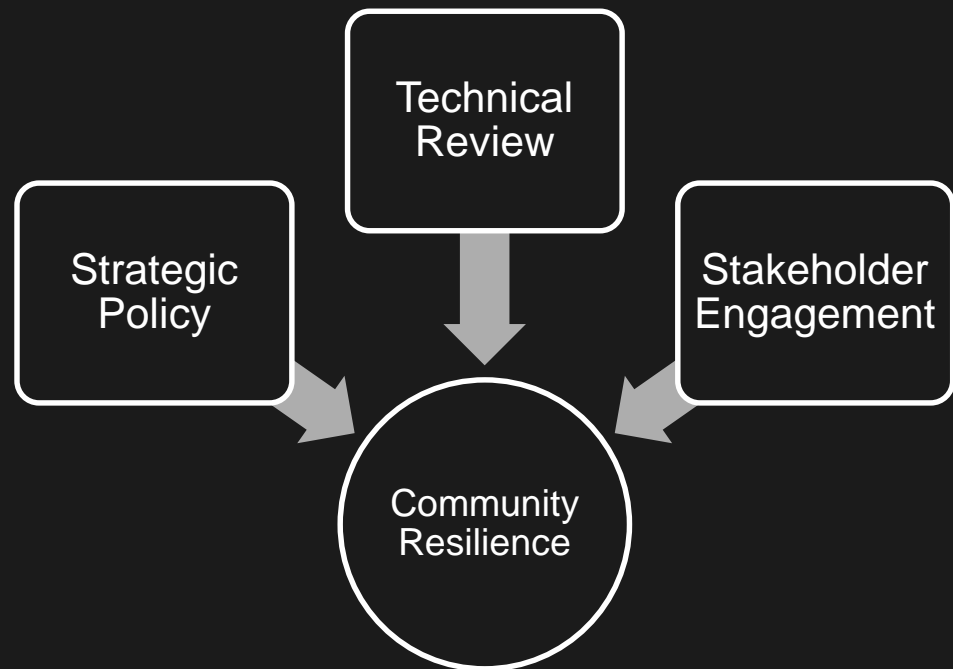 Technical
Review
Strategic
Policy
Stakeholder
Engagement
Community
Resilience